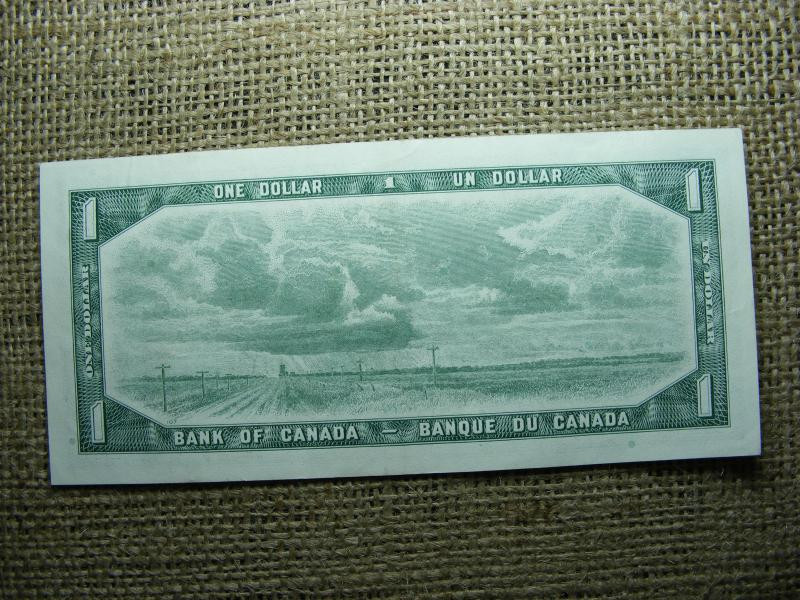 ONE DOLLAR 1 UN DOLLAR
1 1
ONE DOLLAR UN DOLLAR
1 1
BANK OF CANADA — BANQUE DU CANADA